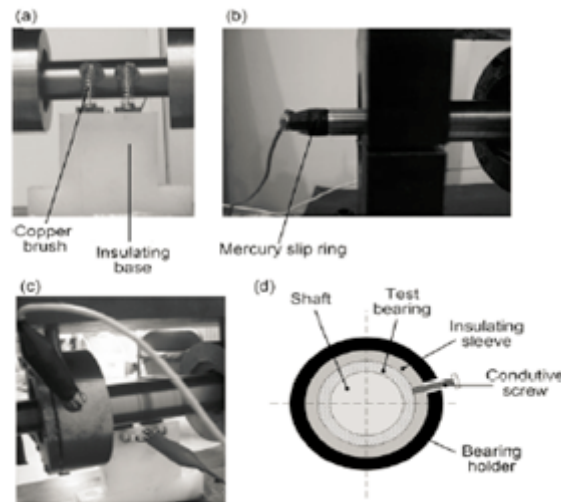 (a)
(b)
Copper
brush
Insulating
base
Mercury slip ring
(c)
(d)
Shaft
Test
bearing
Insulating
sleeve
Condutive
screw
Bearing
holder